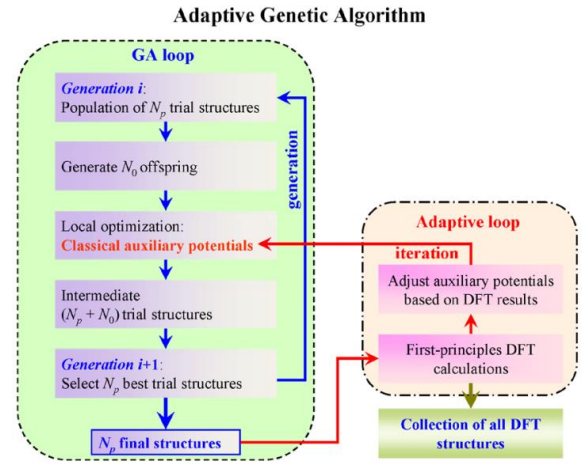 Adaptive Genetic Algorithm
GA loop
Generation i:
Population of Np trial structures
Generate N0 offspring
Local optimization:
Classical auxiliary potentials
Intermediate
(Np + N0) trial structures
Generation i+1:
Select Np best trial structures
Np final structures
generation
Adaptive loop
iteration
Adjust auxiliary potentials
based on DFT results
First-principles DFT
calculations
Collection of all DFT
structures